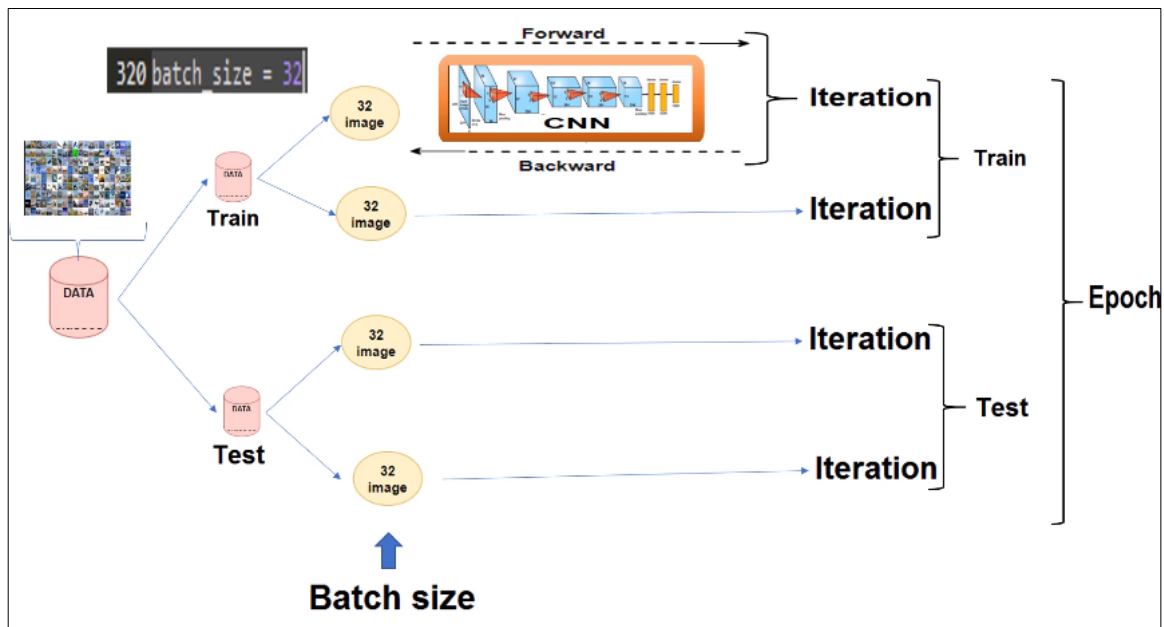 320 batch_size = 32
Forward
CNN
Backward
32
image
Iteration
DATA
Train
Train
32
image
Iteration
DATA
Epoch
32
image
Iteration
DATA
Test
Test
32
image
Iteration
Batch size